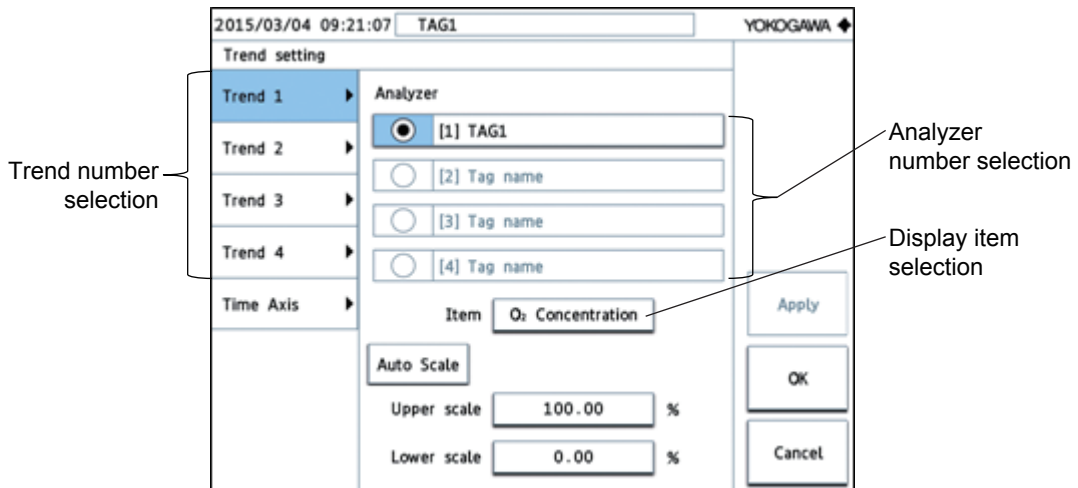 2015/03/04 09:21:07 TAG1 YOKOGAWA
Trend setting
Trend 1
Trend 2
Trend 3
Trend 4
Time Axis
Analyzer
[1] TAG1
[2] Tag name
[3] Tag name
[4] Tag name
Item O₂ Concentration
Auto Scale
Upper scale 100.00 %
Lower scale 0.00 %
Apply
OK
Cancel
Trend number
selection
Analyzer
number selection
Display item
selection